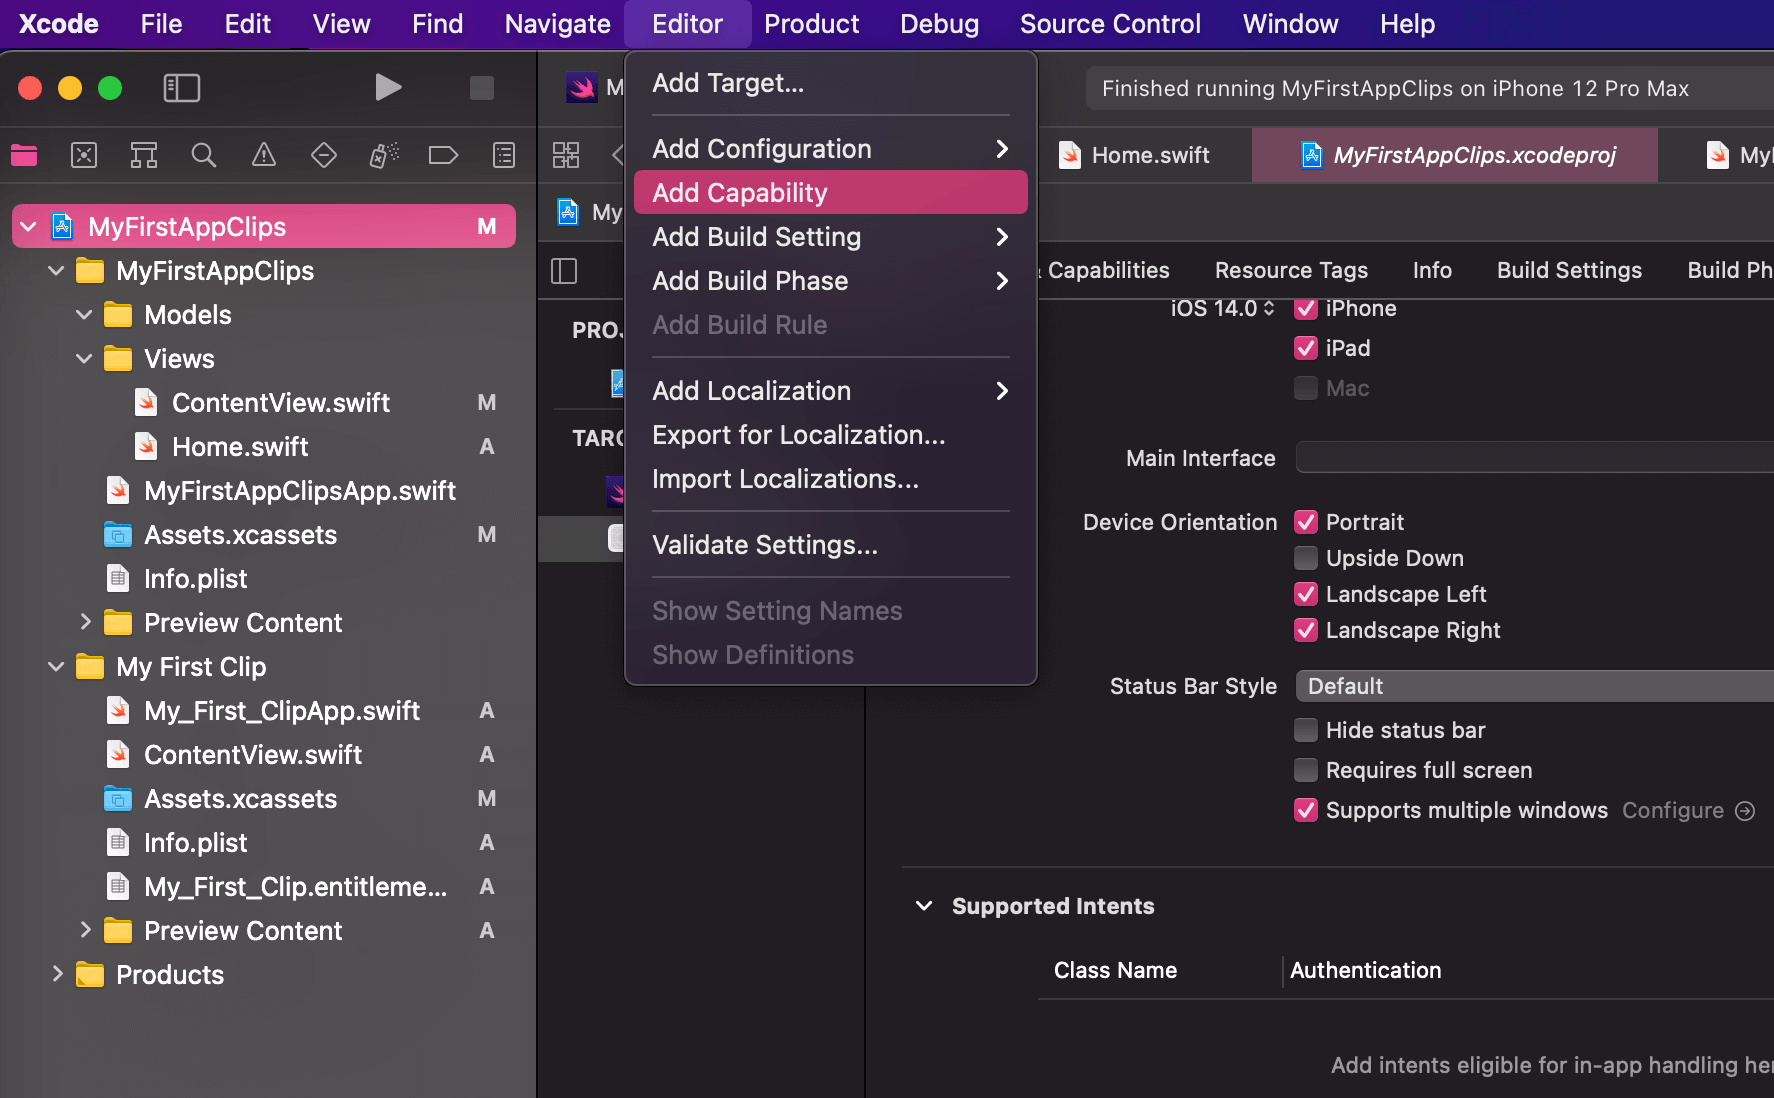 Xcode File Edit View Find Navigate Editor Product Debug Source Control Window Help
Finished running MyFirstAppClips on iPhone 12 Pro Max
Home.swift
MyFirstAppClips.xcodeproj
MyFirstAppClips M
MyFirstAppClips
Models
Views
ContentView.swift M
Home.swift A
MyFirstAppClipsApp.swift
Assets.xcassets M
Info.plist
Preview Content
My First Clip
My_First_ClipApp.swift A
ContentView.swift A
Assets.xcassets M
Info.plist A
My_First_Clip.entitleme... A
Preview Content A
Products
Add Target...
Add Configuration
Add Capability
Add Build Setting
Add Build Phase
Add Build Rule
Add Localization
Export for Localization...
Import Localizations...
Validate Settings...
Show Setting Names
Show Definitions
My
Capabilities Resource Tags Info Build Settings Build Ph
PROJ
TARG
iOS 14.0 iPhone
iPad
Mac
Main Interface
Device Orientation Portrait
Upside Down
Landscape Left
Landscape Right
Status Bar Style Default
Hide status bar
Requires full screen
Supports multiple windows Configure
Supported Intents
Class Name Authentication
Add intents eligible for in-app handling her